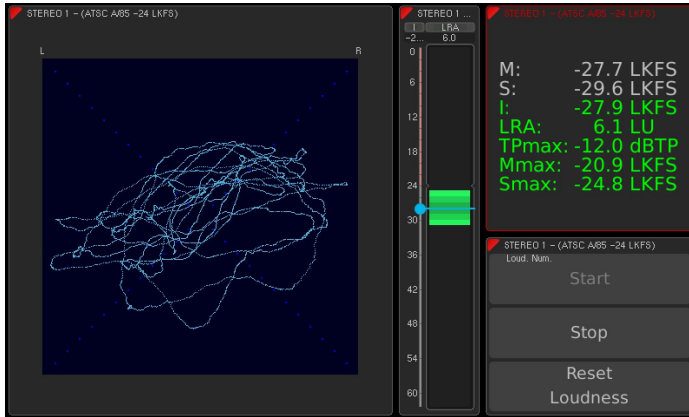 STEREO 1 - (ATSC A/85 -24 LKFS)
L R
STEREO 1 ...
I LRA
-2... 6.0
0
6
12
18
24
30
36
42
48
54
60
STEREO 1 - (ATSC A/85 -24 LKFS)
M: -27.7 LKFS
S: -29.6 LKFS
I: -27.9 LKFS
LRA: 6.1 LU
TPmax: -12.0 dBTP
Mmax: -20.9 LKFS
Smax: -24.8 LKFS
STEREO 1 - (ATSC A/85 -24 LKFS)
Loud. Num.
Start
Stop
Reset
Loudness